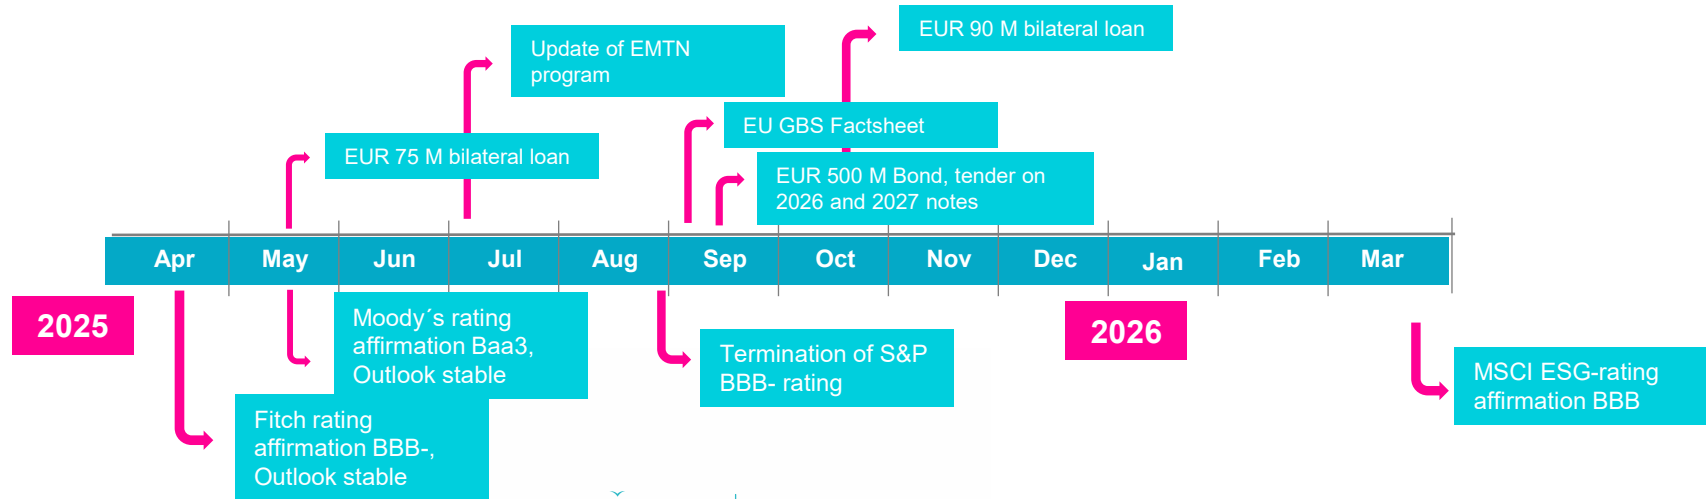 EUR 90 M bilateral loan
Update of EMTN
program
EU GBS Factsheet
EUR 75 M bilateral loan
EUR 500 M Bond, tender on
2026 and 2027 notes
Apr May Jun Jul Aug Sep Oct Nov Dec Jan Feb Mar
2025
2026
Moody´s rating
affirmation Baa3,
Outlook stable
Termination of S&P
BBB- rating
MSCI ESG-rating
affirmation BBB
Fitch rating
affirmation BBB-,
Outlook stable